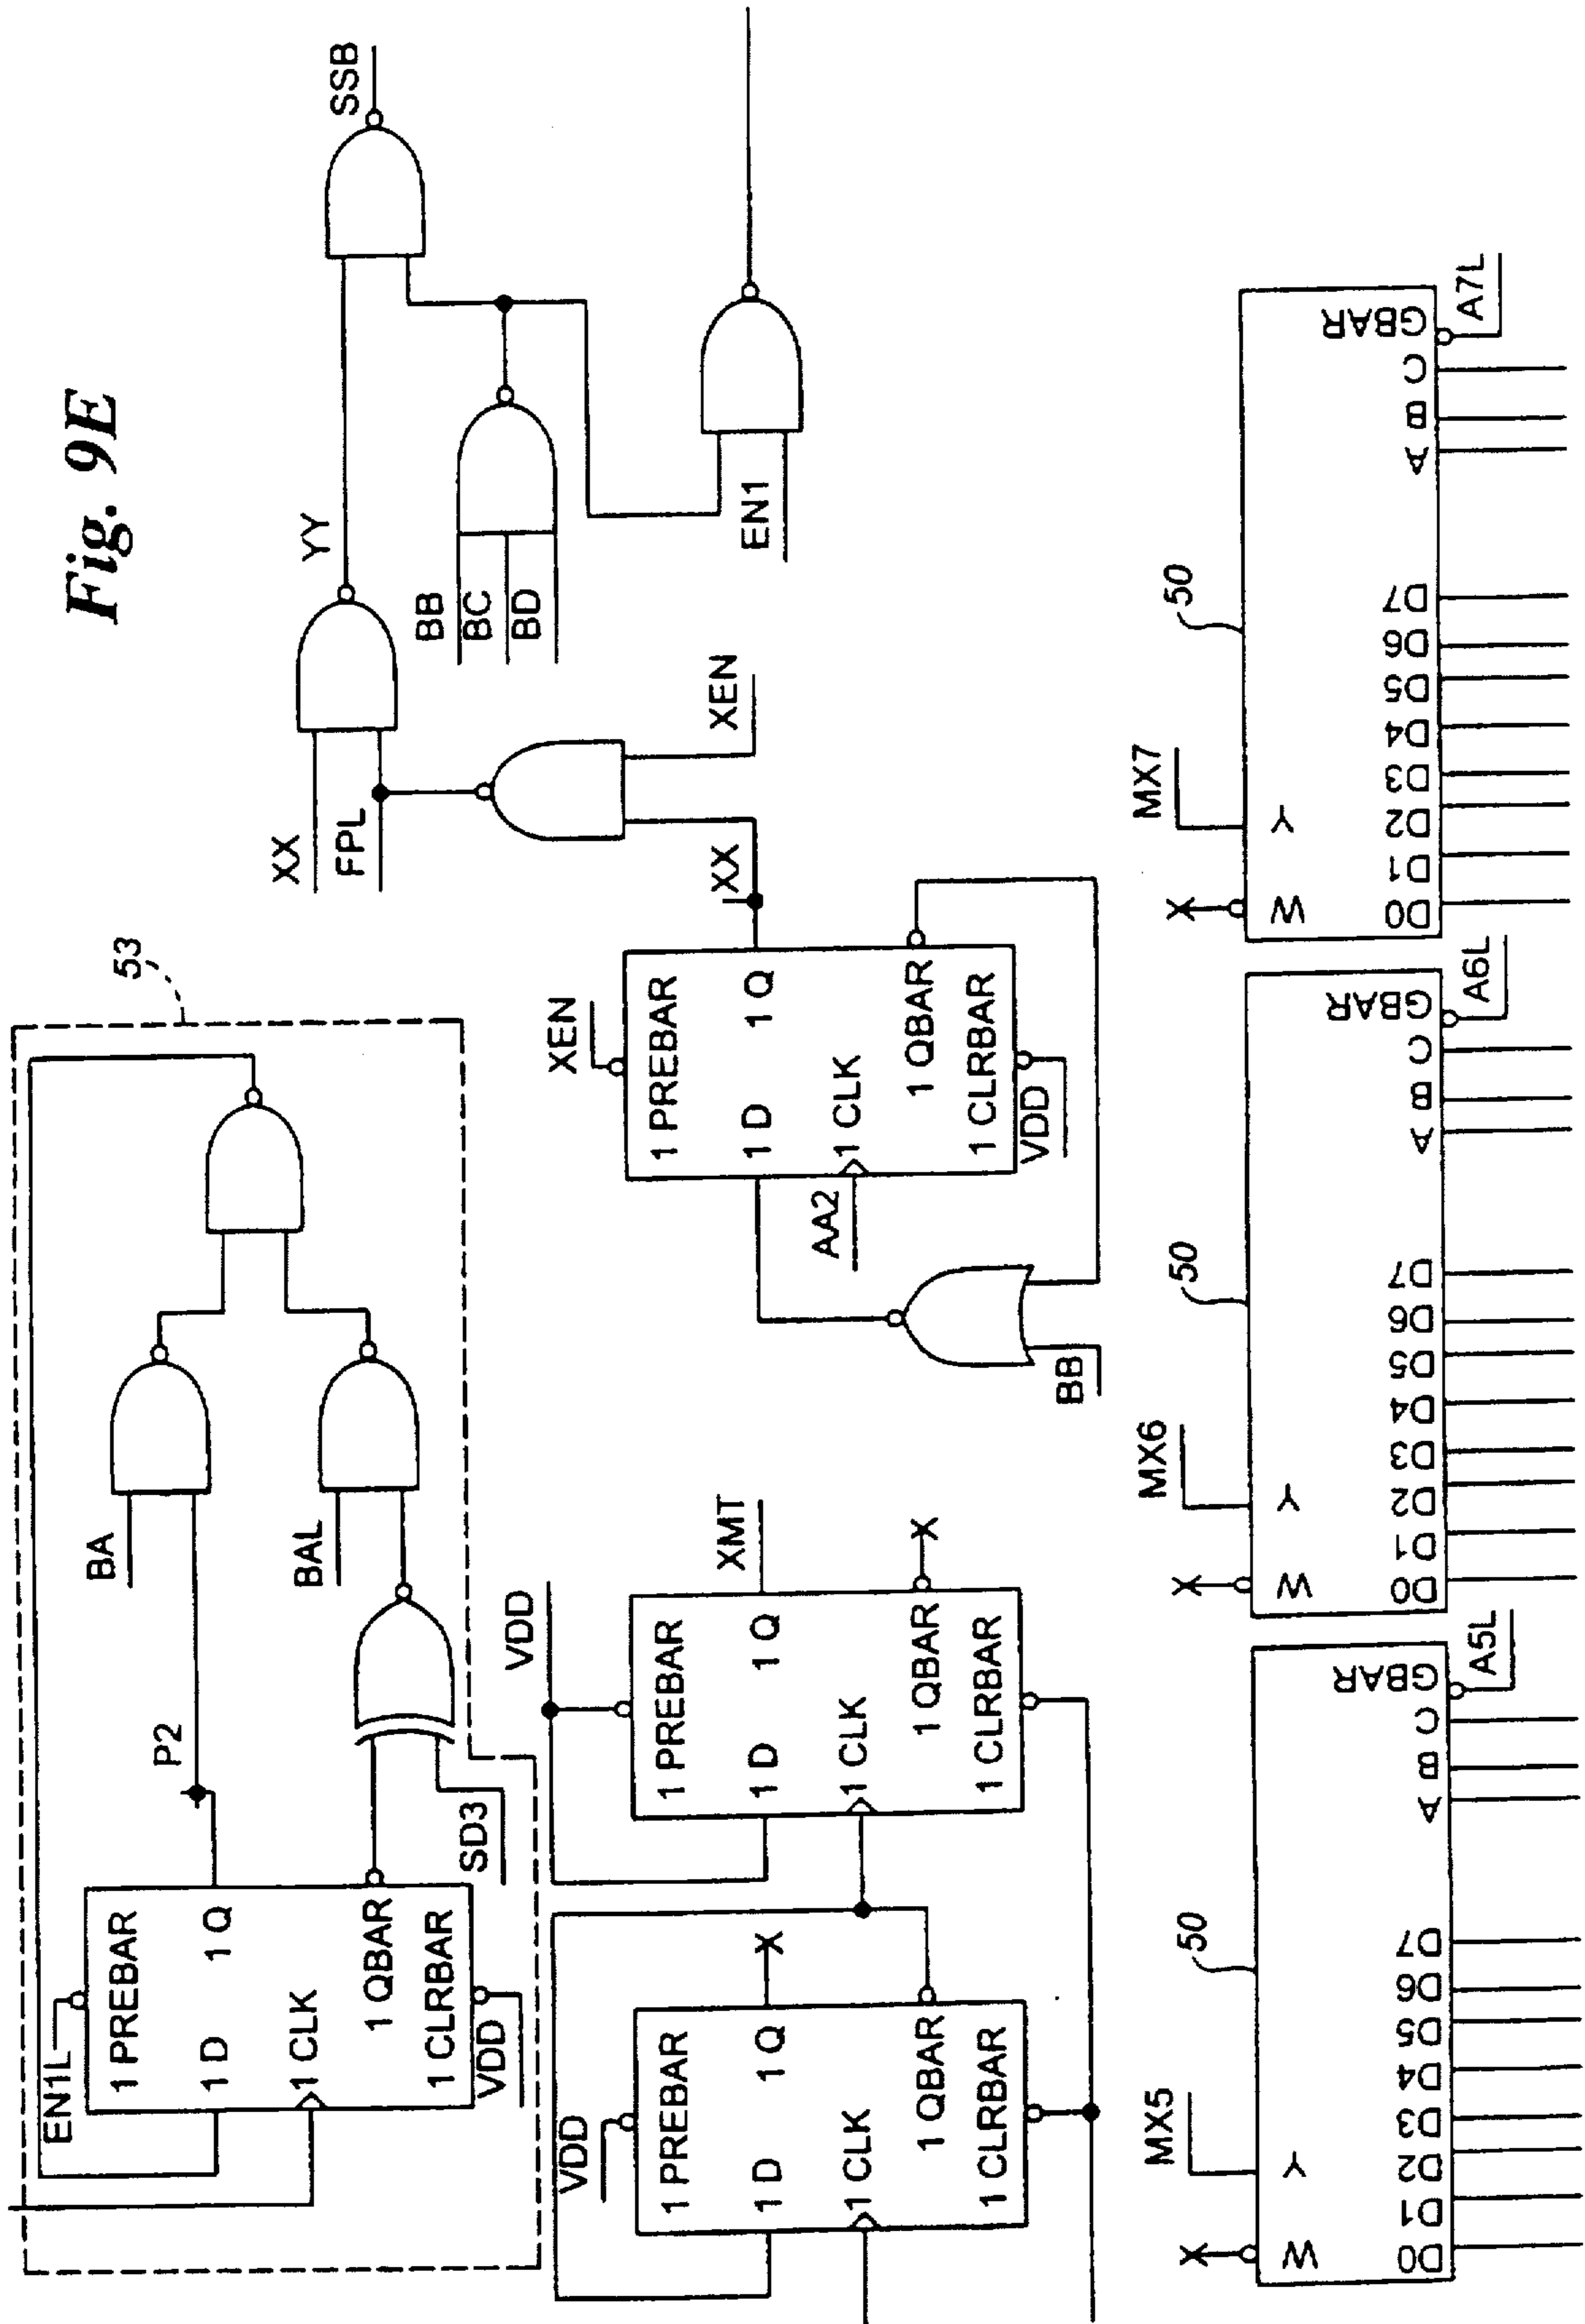 Fig. 9E
53
EN1L
1 PREBAR
1 D
1 Q
1 CLK
1 QBAR
1 CLRBAR
VDD
P2
SD3
BA
BAL
XX
FPL
YY
SSB
BB
BC
BD
EN1
VDD
1 PREBAR
1 D
1 Q
X
1 CLK
1 QBAR
1 CLRBAR
VDD
1 PREBAR
1 D
1 Q
XMT
1 CLK
1 QBAR
X
1 CLRBAR
BB
AA2
XEN
1 PREBAR
1 D
1 Q
1 CLK
1 QBAR
1 CLRBAR
VDD
XX
XEN
MX5
50
X
W
Y
D0
D1
D2
D3
D4
D5
D6
D7
A
B
C
GBAR
A5L
MX6
50
X
W
Y
D0
D1
D2
D3
D4
D5
D6
D7
A
B
C
GBAR
A6L
MX7
50
X
W
Y
D0
D1
D2
D3
D4
D5
D6
D7
A
B
C
GBAR
A7L